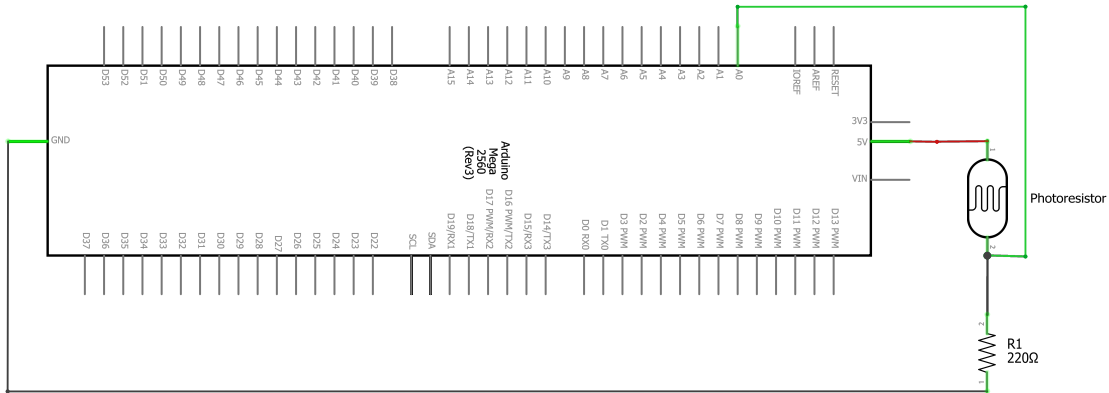 D53
D52
D51
D50
D49
D48
D47
D46
D45
D44
D43
D42
D41
D40
D39
D38
A15
A14
A13
A12
A11
A10
A9
A8
A7
A6
A5
A4
A3
A2
A1
A0
IOREF
AREF
RESET
3V3
GND
5V
1
Arduino
Mega
2560
(Rev3)
VIN
Photoresistor
D37
D36
D35
D34
D33
D32
D31
D30
D29
D28
D27
D26
D25
D24
D23
D22
SCL
SDA
D19/RX1
D18/TX1
D17 PWM/RX2
D16 PWM/TX2
D15/RX3
D14/TX3
D0 RX0
D1 TX0
D3 PWM
D2 PWM
D4 PWM
D5 PWM
D6 PWM
D7 PWM
D8 PWM
D9 PWM
D10 PWM
D11 PWM
D12 PWM
D13 PWM
2
2
R1
220Ω
1